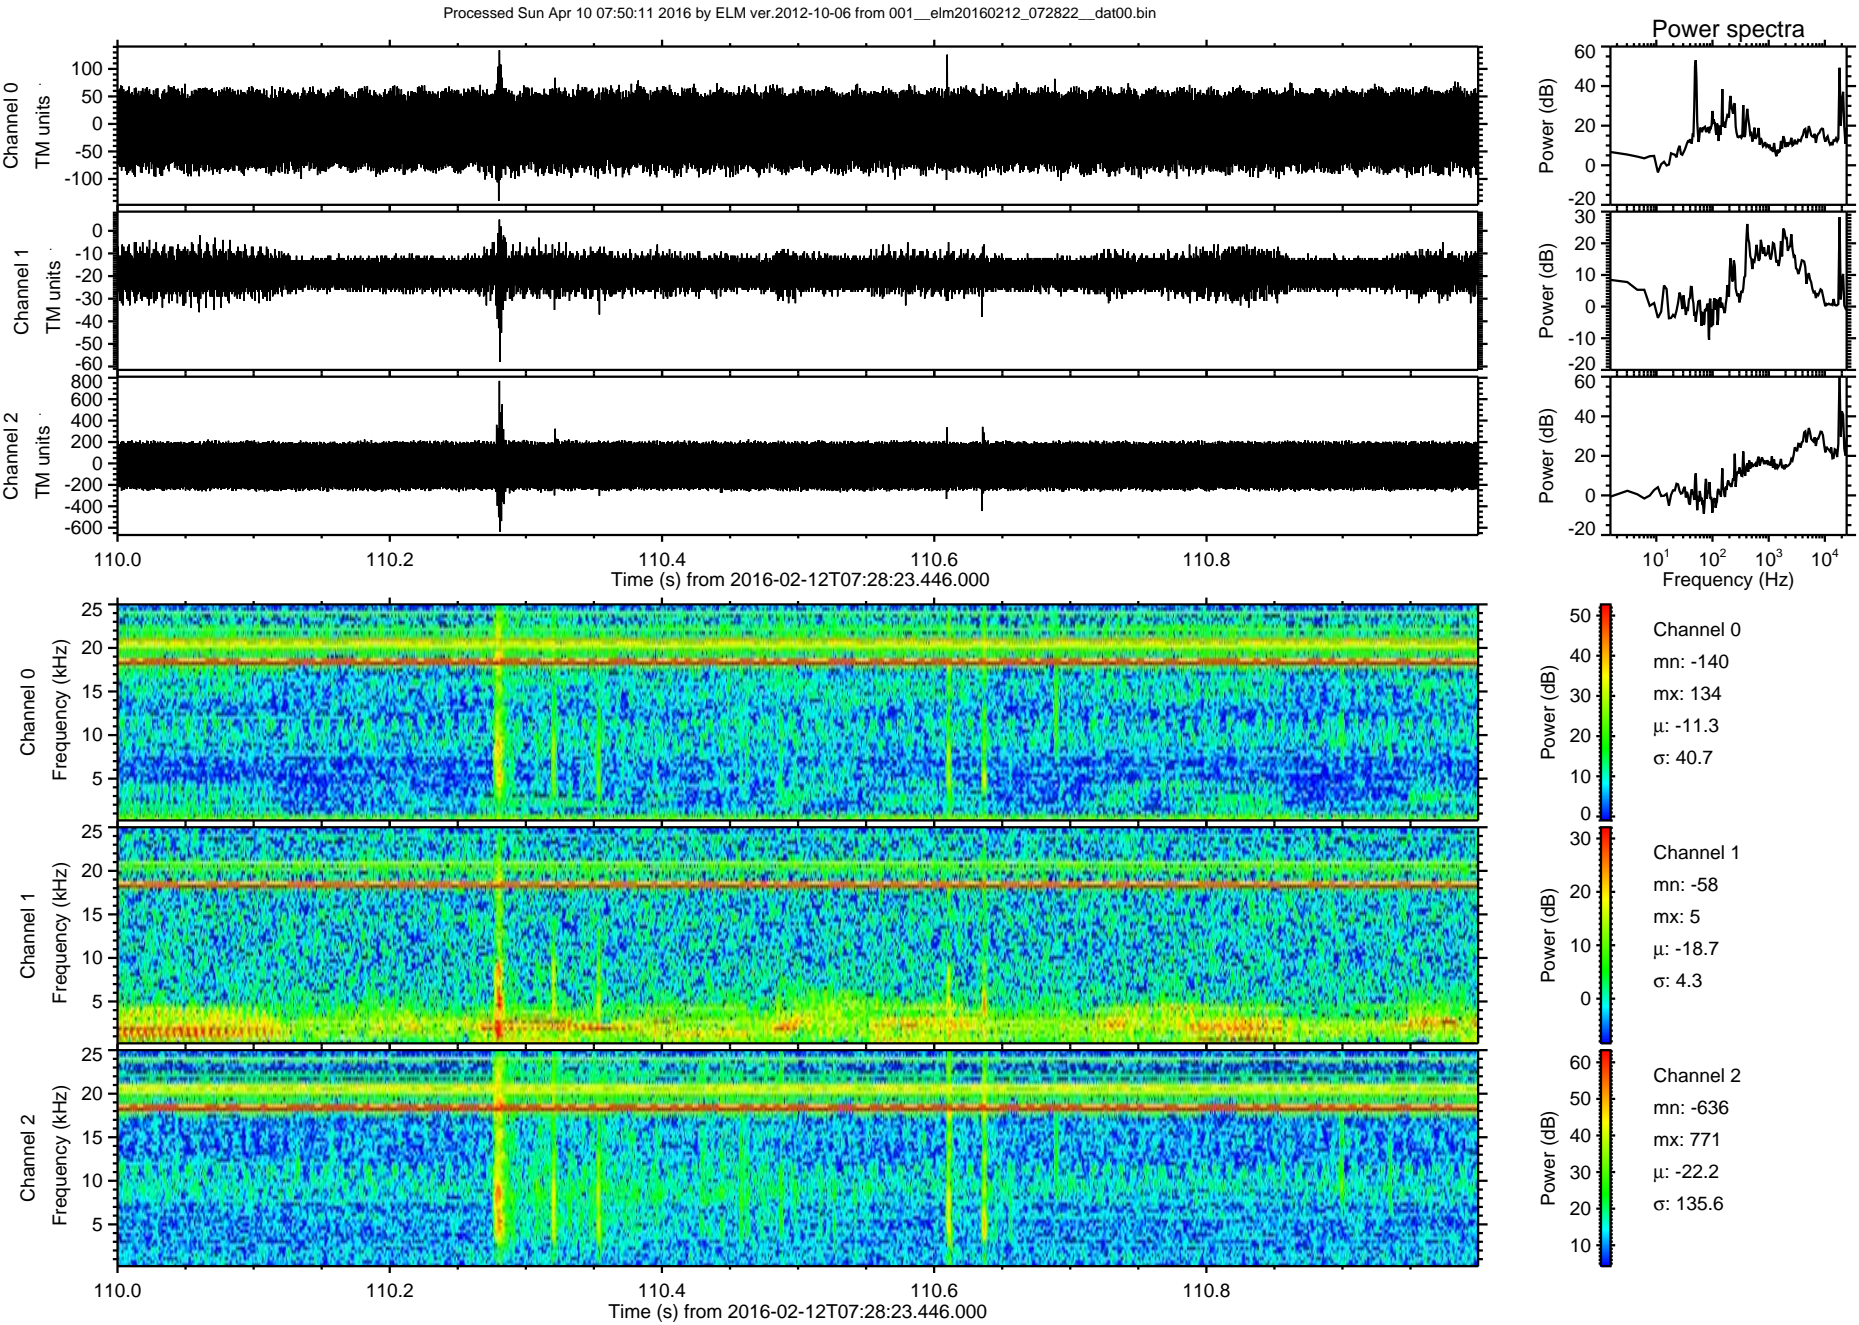 Processed Sun Apr 10 07:50:11 2016 by ELM ver.2012-10-06 from 001__elm20160212_072822__dat00.bin
Power spectra
Channel 0
TM units
100
50
0
-50
-100
Power (dB)
60
40
20
0
-20
Channel 1
TM units
0
-10
-20
-30
-40
-50
-60
Power (dB)
30
20
10
0
-10
-20
Channel 2
TM units
800
600
400
200
0
-200
-400
-600
Power (dB)
60
40
20
0
-20
110.0 110.2 110.4 110.6 110.8
Time (s) from 2016-02-12T07:28:23.446.000
10¹ 10² 10³ 10⁴
Frequency (Hz)
Channel 0
Frequency (kHz)
25
20
15
10
5
Power (dB)
50
40
30
20
10
0
Channel 0
mn: -140
mx: 134
μ: -11.3
σ: 40.7
Channel 1
Frequency (kHz)
25
20
15
10
5
Power (dB)
30
20
10
0
Channel 1
mn: -58
mx: 5
μ: -18.7
σ: 4.3
Channel 2
Frequency (kHz)
25
20
15
10
5
Power (dB)
60
50
40
30
20
10
Channel 2
mn: -636
mx: 771
μ: -22.2
σ: 135.6
110.0 110.2 110.4 110.6 110.8
Time (s) from 2016-02-12T07:28:23.446.000